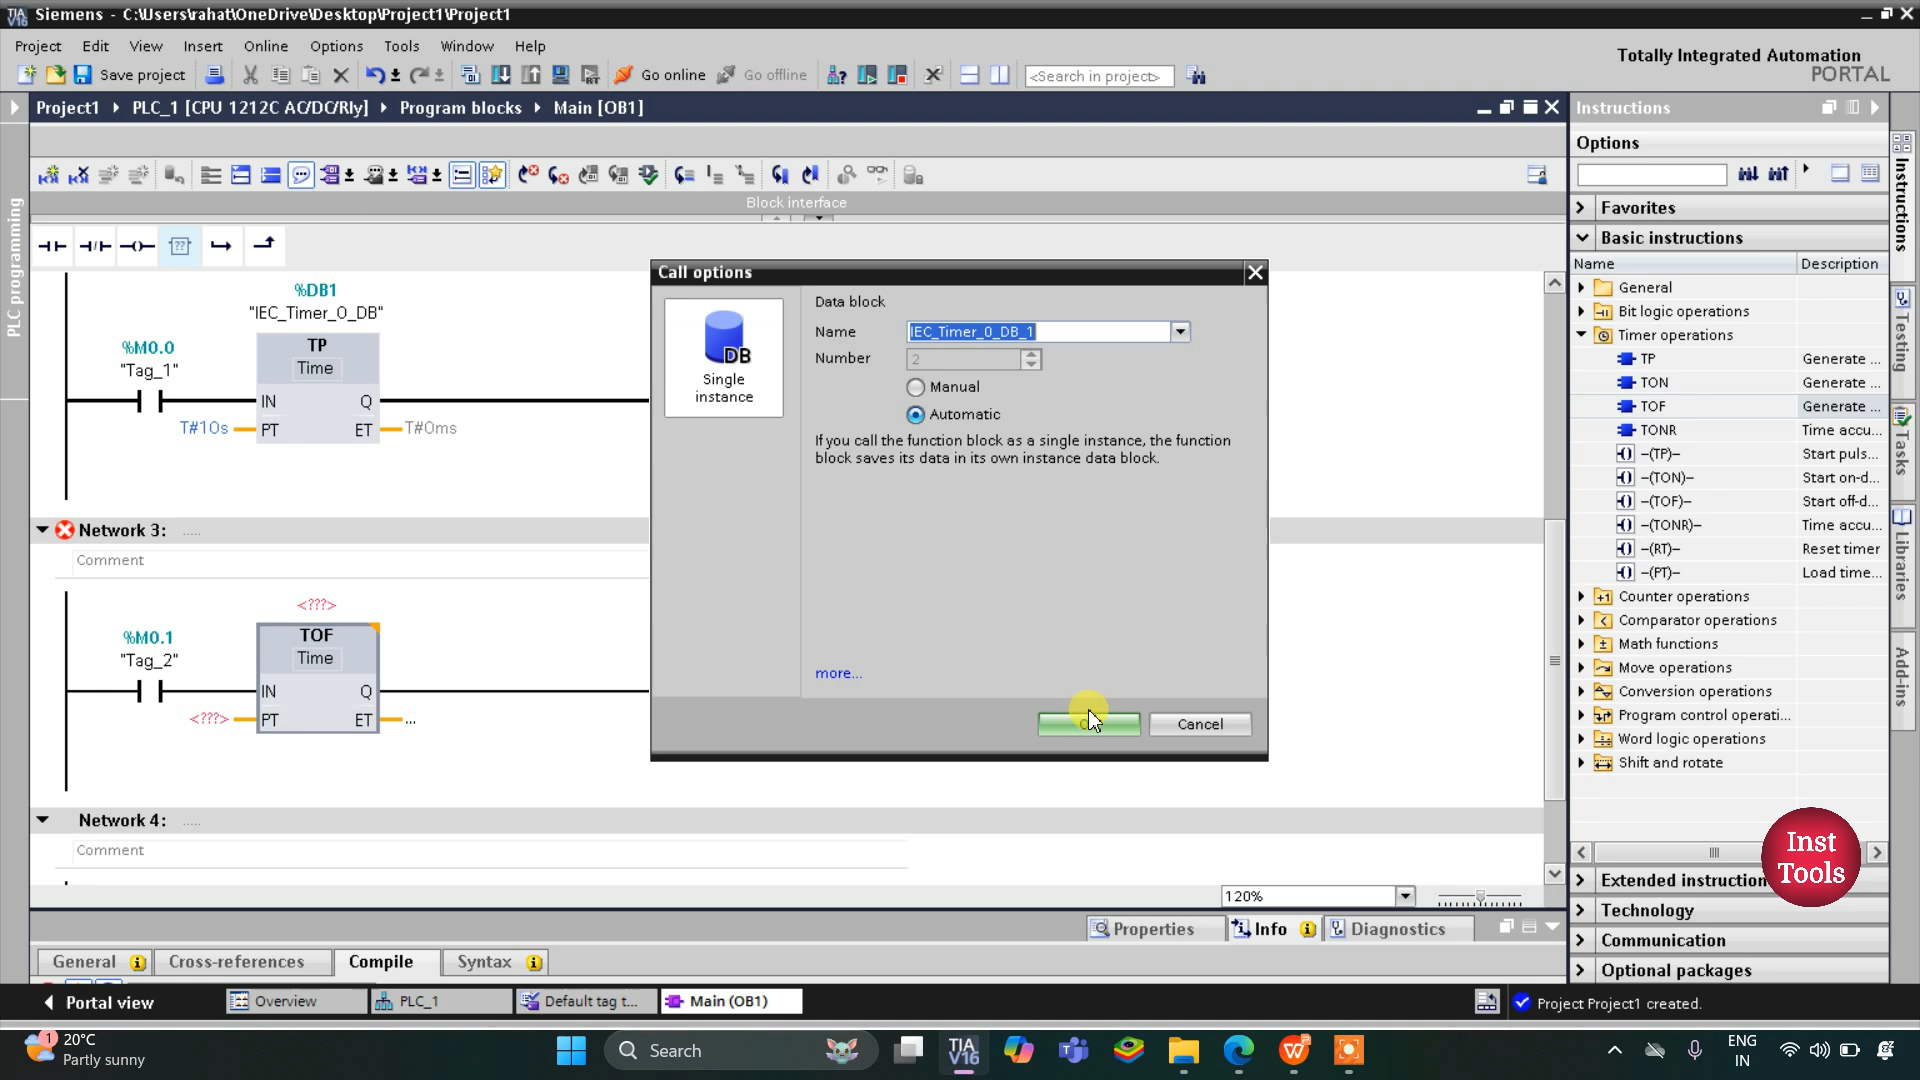 Siemens - C:\Users\rahat\OneDrive\Desktop\Project1\Project1
Project Edit View Insert Online Options Tools Window Help
Totally Integrated Automation
PORTAL
Save project
Go online
Go offline
<Search in project>
Project1 PLC_1 [CPU 1212C AC/DC/Rly] Program blocks Main [OB1]
Instructions
Options
PLC programming
Block interface
Favorites
Basic instructions
Name Description
General
Bit logic operations
Timer operations
TP Generate ...
TON Generate ...
TOF Generate ...
TONR Time accu...
-(TP)- Start puls...
-(TON)- Start on-d...
-(TOF)- Start off-d...
-(TONR)- Time accu...
-(RT)- Reset timer
-(PT)- Load time...
Counter operations
Comparator operations
Math functions
Move operations
Conversion operations
Program control operati...
Word logic operations
Shift and rotate
Extended instruction
Technology
Communication
Optional packages
Instructions
Testing
Tasks
Libraries
Add-ins
Inst
Tools
%DB1
"IEC_Timer_0_DB"
%M0.0
"Tag_1"
TP
Time
IN Q
T#10s PT ET T#0ms
Network 3: .....
Comment
<???>
%M0.1
"Tag_2"
TOF
Time
IN Q
<???> PT ET ...
Network 4: .....
Comment
Call options
DB
Single
instance
Data block
Name IEC_Timer_0_DB_1
Number 2
Manual
Automatic
If you call the function block as a single instance, the function
block saves its data in its own instance data block.
more...
Cancel
120%
Properties Info Diagnostics
General Cross-references Compile Syntax
Portal view Overview PLC_1 Default tag t... Main (OB1)
Project Project1 created.
1
20°C
Partly sunny
Search
TIA
V16
ENG
IN